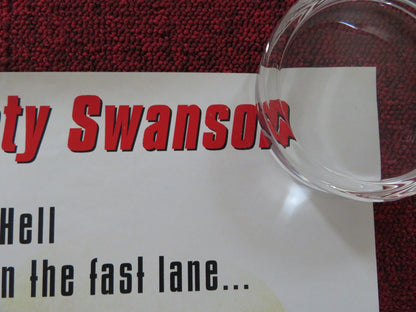 ty Swanson
Hell
n the fast lane...